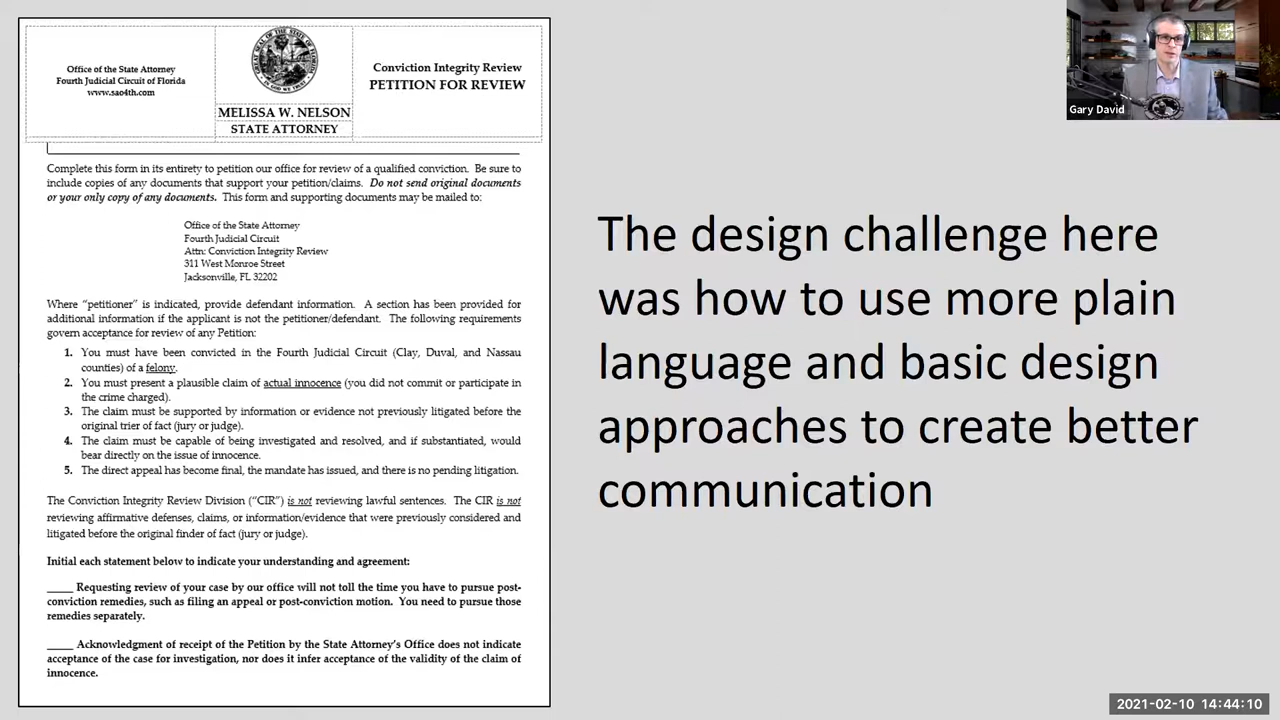 Office of the State Attorney
Fourth Judicial Circuit of Florida
www.sao4th.com
MELISSA W. NELSON
STATE ATTORNEY
Conviction Integrity Review
PETITION FOR REVIEW
Complete this form in its entirety to petition our office for review of a qualified conviction. Be sure to
include copies of any documents that support your petition/claims. Do not send original documents
or your only copy of any documents. This form and supporting documents may be mailed to:
Office of the State Attorney
Fourth Judicial Circuit
Attn: Conviction Integrity Review
311 West Monroe Street
Jacksonville, FL 32202
Where “petitioner” is indicated, provide defendant information. A section has been provided for
additional information if the applicant is not the petitioner/defendant. The following requirements
govern acceptance for review of any Petition:
1. You must have been convicted in the Fourth Judicial Circuit (Clay, Duval, and Nassau
counties) of a felony.
2. You must present a plausible claim of actual innocence (you did not commit or participate in
the crime charged).
3. The claim must be supported by information or evidence not previously litigated before the
original trier of fact (jury or judge).
4. The claim must be capable of being investigated and resolved, and if substantiated, would
bear directly on the issue of innocence.
5. The direct appeal has become final, the mandate has issued, and there is no pending litigation.
The Conviction Integrity Review Division (“CIR”) is not reviewing lawful sentences. The CIR is not
reviewing affirmative defenses, claims, or information/evidence that were previously considered and
litigated before the original finder of fact (jury or judge).
Initial each statement below to indicate your understanding and agreement:
_____ Requesting review of your case by our office will not toll the time you have to pursue post-
conviction remedies, such as filing an appeal or post-conviction motion. You need to pursue those
remedies separately.
_____ Acknowledgment of receipt of the Petition by the State Attorney’s Office does not indicate
acceptance of the case for investigation, nor does it infer acceptance of the validity of the claim of
innocence.
The design challenge here
was how to use more plain
language and basic design
approaches to create better
communication
Gary David
2021-02-10 14:44:10